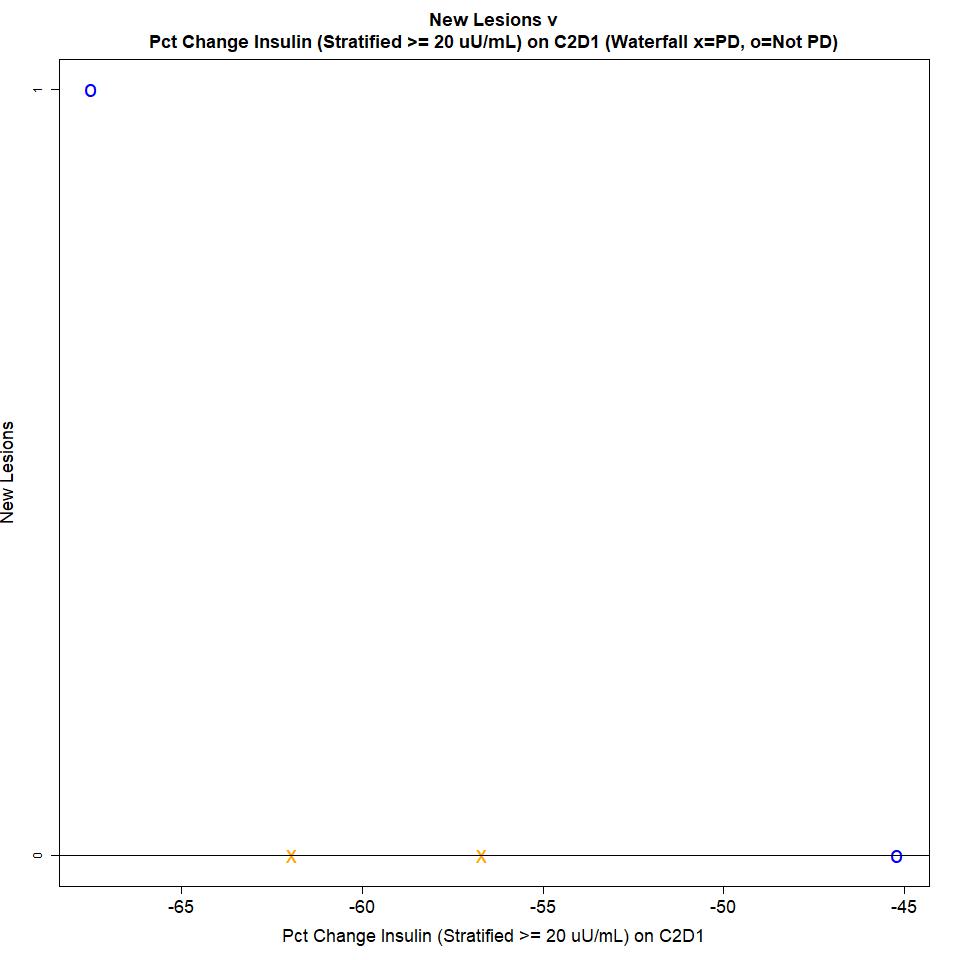 New Lesions v
Pct Change Insulin (Stratified >= 20 uU/mL) on C2D1 (Waterfall x=PD, o=Not PD)
1
o
New Lesions
0
x
x
o
-65
-60
-55
-50
-45
Pct Change Insulin (Stratified >= 20 uU/mL) on C2D1